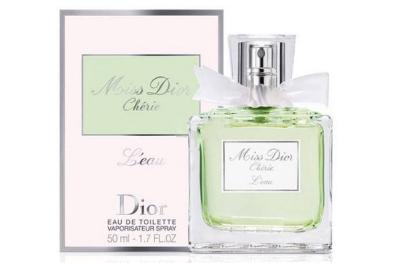 Miss Dior
Chérie
L'eau
Dior
EAU DE TOILETTE
VAPORISATEUR SPRAY
50 ml - 1.7 FL.OZ
Miss Dior
Chérie
L'eau